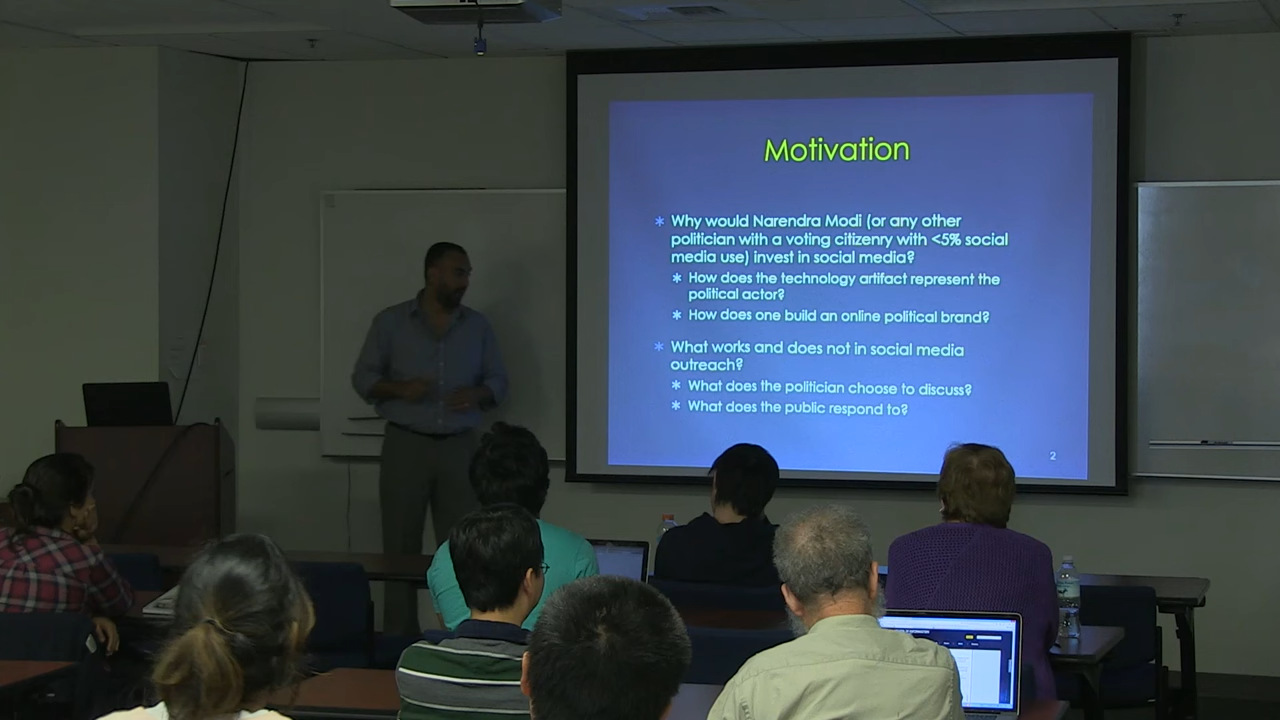 Motivation
* Why would Narendra Modi (or any other
politician with a voting citizenry with <5% social
media use) invest in social media?
* How does the technology artifact represent the
political actor?
* How does one build an online political brand?
* What works and does not in social media
outreach?
* What does the politician choose to discuss?
* What does the public respond to?
2